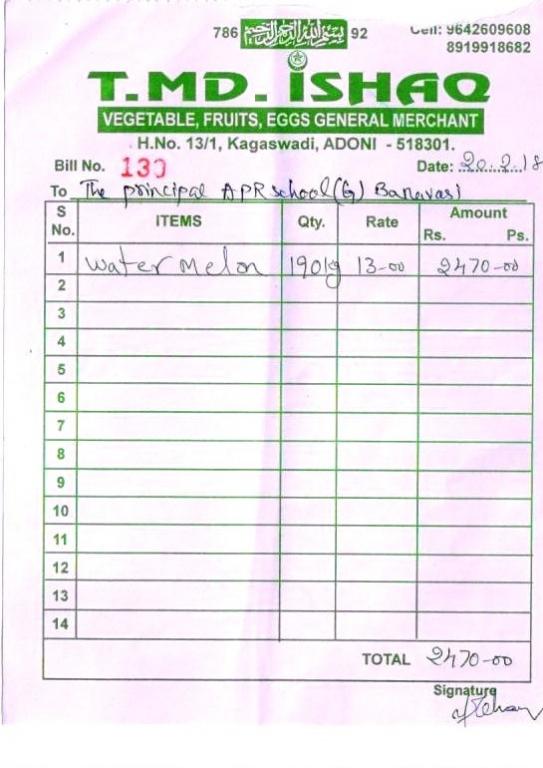 786 بسم الله الرحمن الرحيم 92
Cell: 9642609608
8919918682
T.MD. ISHAQ
VEGETABLE, FRUITS, EGGS GENERAL MERCHANT
H.No. 13/1, Kagaswadi, ADONI - 518301.
Bill No. 130 Date: 20.2.18
To The principal APR school (G) Banavasi
S No. ITEMS Qty. Rate Amount Rs. Ps.
1 water melon 190kg 13-00 2470-00
2
3
4
5
6
7
8
9
10
11
12
13
14
TOTAL 2470-00
Signature